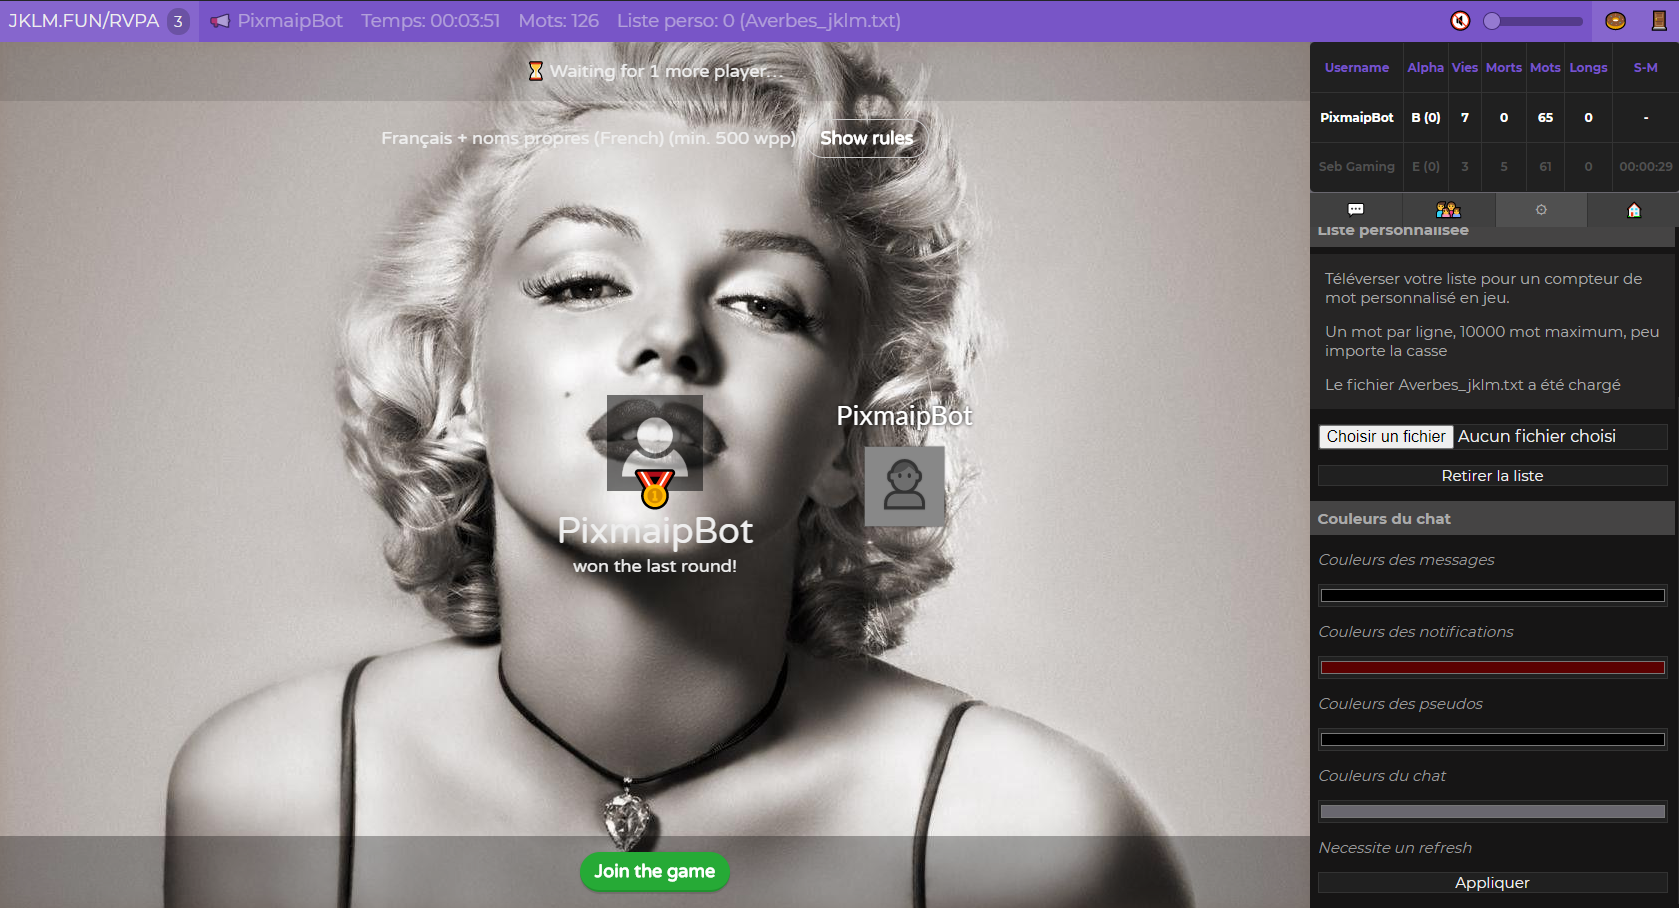 JKLM.FUN/RVPA 3 PixmaipBot Temps: 00:03:51 Mots: 126 Liste perso: 0 (Averbes_jklm.txt)
Waiting for 1 more player…
Français + noms propres (French) (min. 500 wpp) Show rules
PixmaipBot
1
PixmaipBot
won the last round!
Join the game
Username Alpha Vies Morts Mots Longs S-M
PixmaipBot B (0) 7 0 65 0 -
Seb Gaming E (0) 3 5 61 0 00:00:29
Liste personnalisée
Téléverser votre liste pour un compteur de
mot personnalisé en jeu.
Un mot par ligne, 10000 mot maximum, peu
importe la casse
Le fichier Averbes_jklm.txt a été chargé
Choisir un fichier Aucun fichier choisi
Retirer la liste
Couleurs du chat
Couleurs des messages
Couleurs des notifications
Couleurs des pseudos
Couleurs du chat
Necessite un refresh
Appliquer